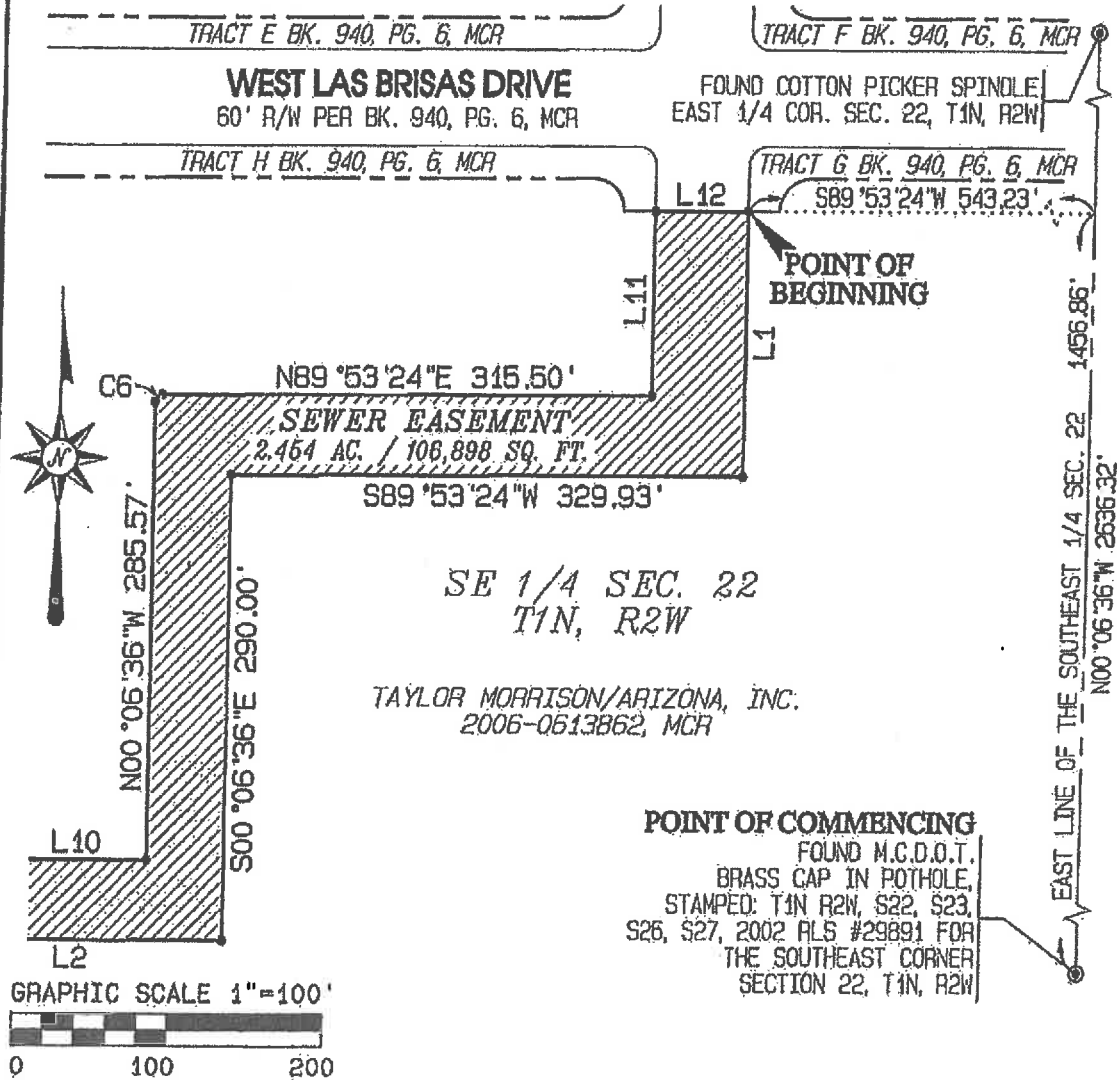 TRACT E BK. 940, PG. 6, MCR
TRACT F BK. 940, PG. 6, MCR
WEST LAS BRISAS DRIVE
60' R/W PER BK. 940, PG. 6, MCR
FOUND COTTON PICKER SPINDLE
EAST 1/4 COR. SEC. 22, T1N, R2W
TRACT H BK. 940, PG. 6, MCR
TRACT G BK. 940, PG. 6, MCR
L12
S89°53'24"W 543.23'
POINT OF
BEGINNING
L11
L1
C6
N89°53'24"E 315.50'
SEWER EASEMENT
2.454 AC. / 106,898 SQ. FT.
S89°53'24"W 329.93'
N
N00°06'36"W 285.57'
S00°06'36"E 290.00'
SE 1/4 SEC. 22
T1N, R2W
TAYLOR MORRISON/ARIZONA, INC.
2006-0613862, MCR
EAST LINE OF THE SOUTHEAST 1/4 SEC. 22 1456.86'
N00°06'36"W 2636.32'
L10
L2
POINT OF COMMENCING
FOUND M.C.D.O.T.
BRASS CAP IN POTHOLE,
STAMPED: T1N R2W, S22, S23,
S26, S27, 2002 RLS #29891 FOR
THE SOUTHEAST CORNER
SECTION 22, T1N, R2W
GRAPHIC SCALE 1"=100'
0 100 200